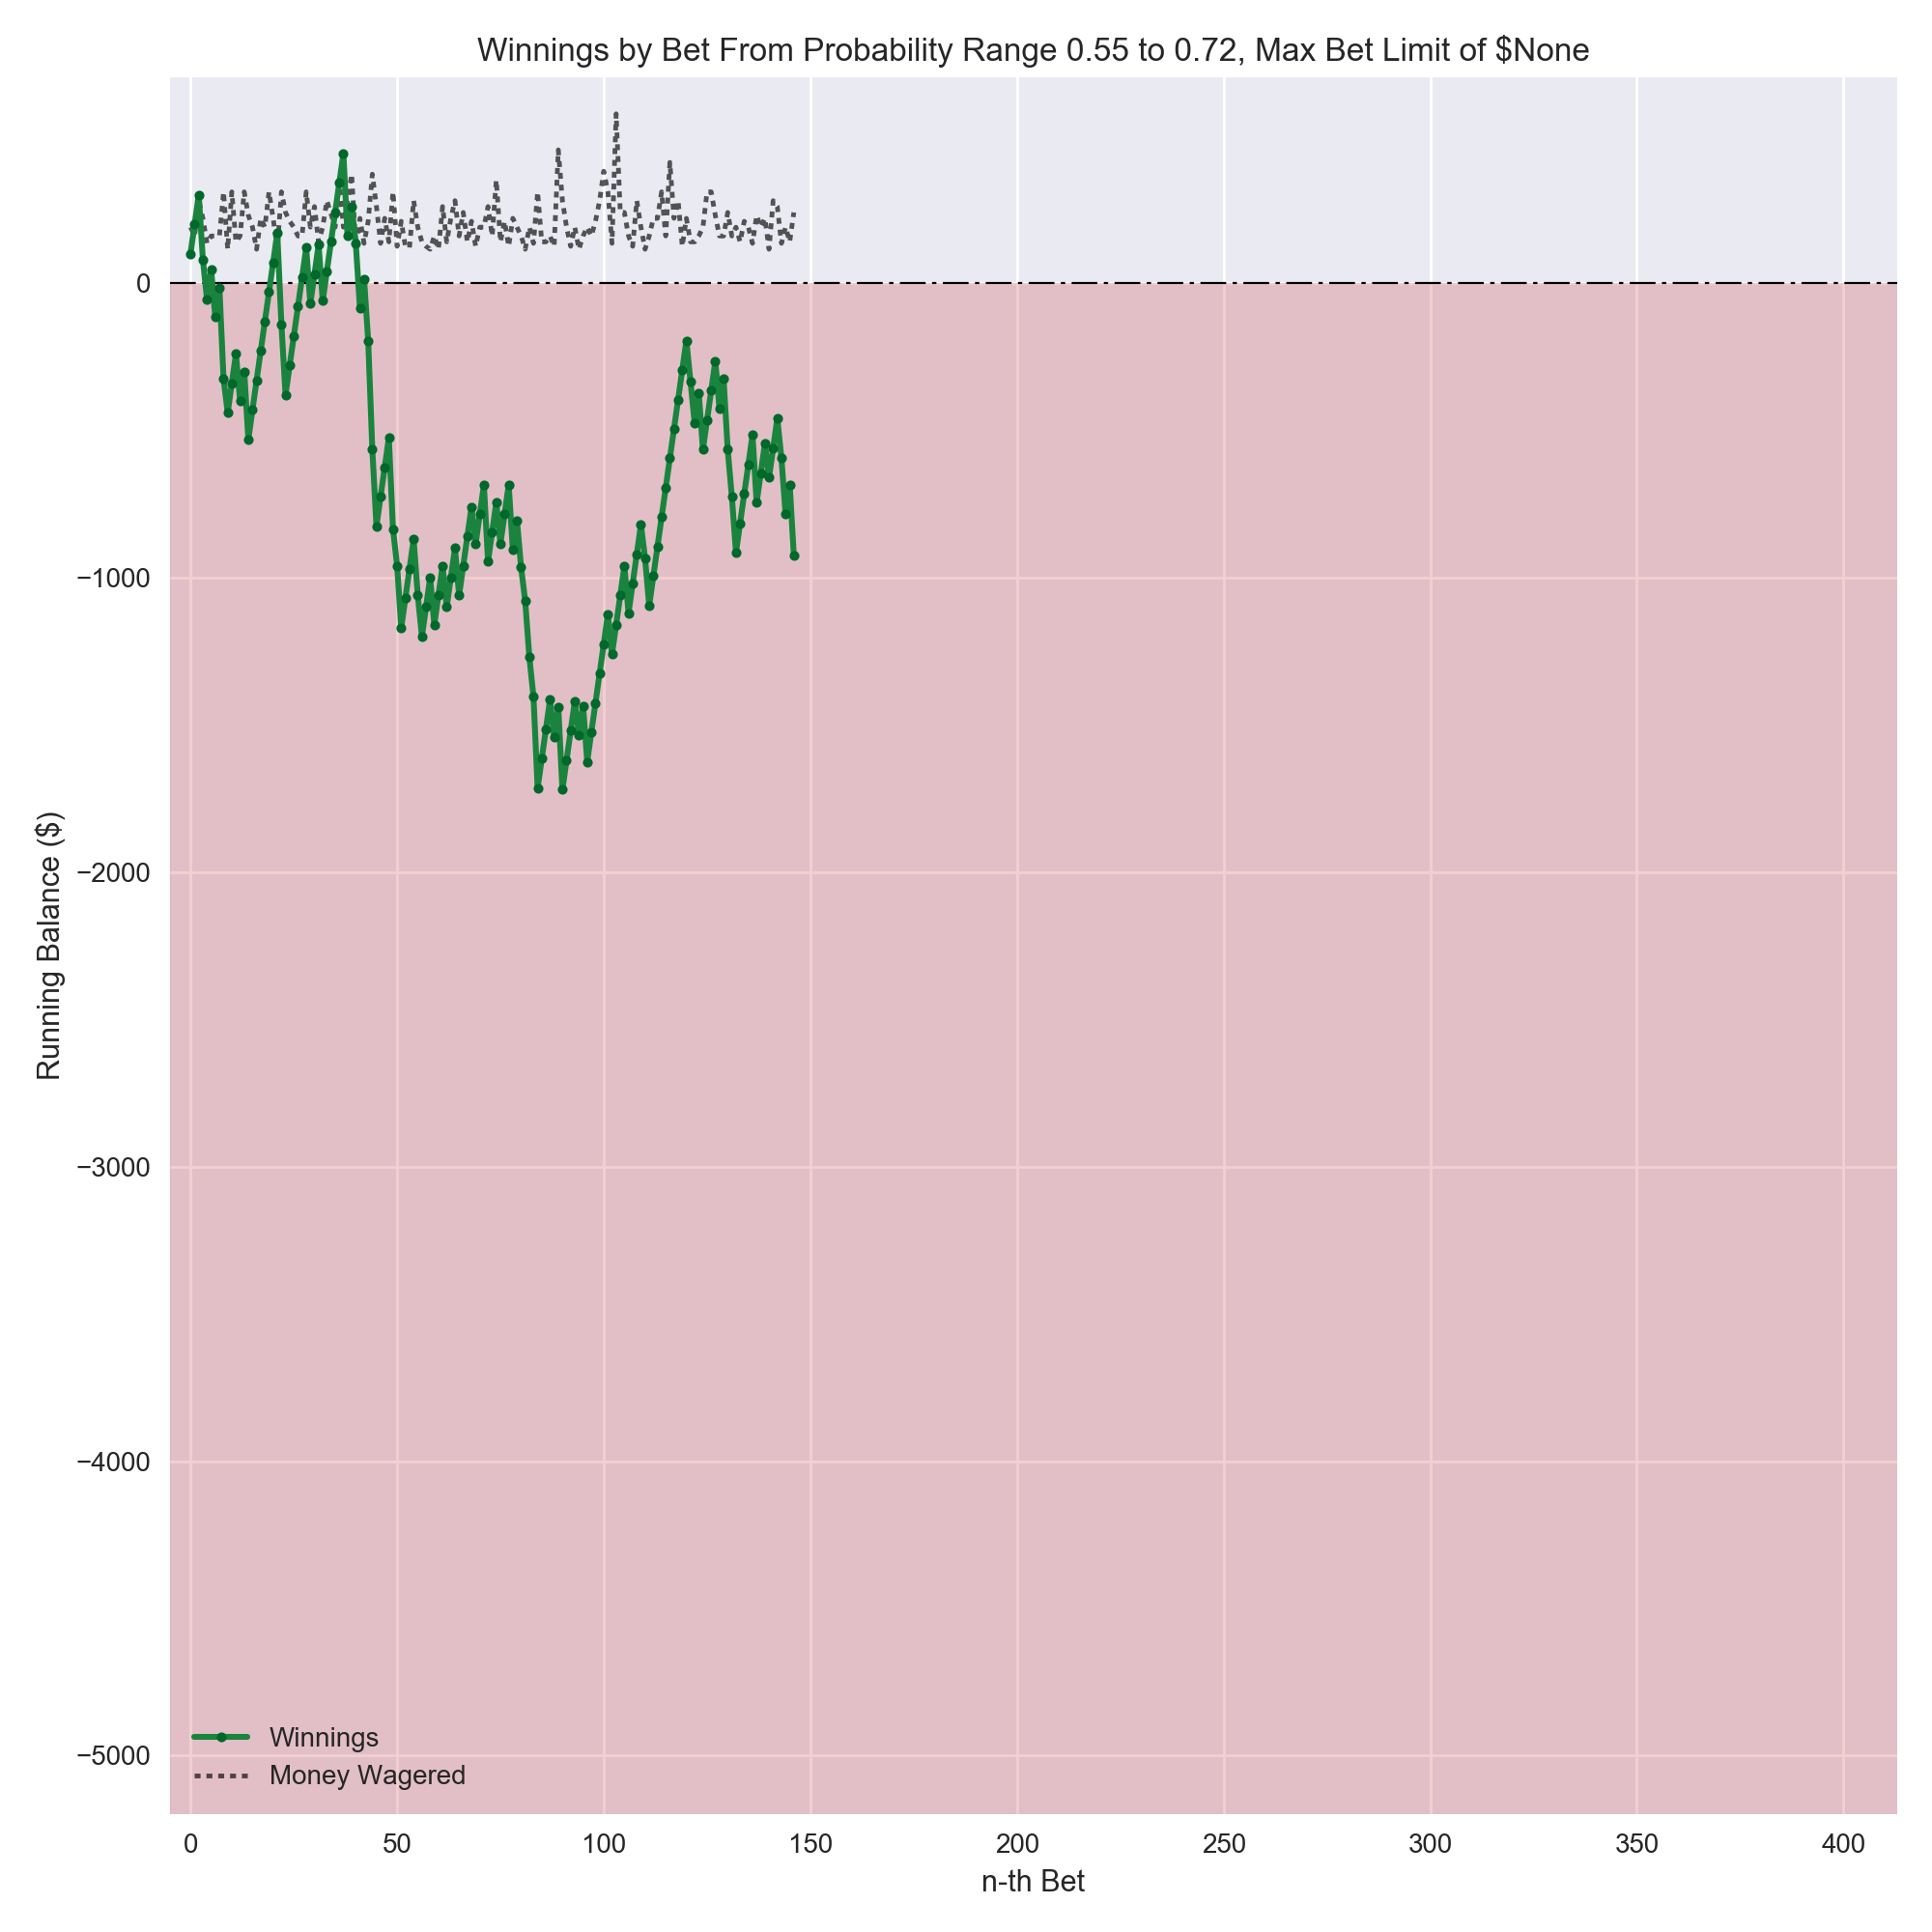 Winnings by Bet From Probability Range 0.55 to 0.72, Max Bet Limit of $None
Running Balance ($)
0
−1000
−2000
−3000
−4000
−5000
Winnings
Money Wagered
0 50 100 150 200 250 300 350 400
n-th Bet